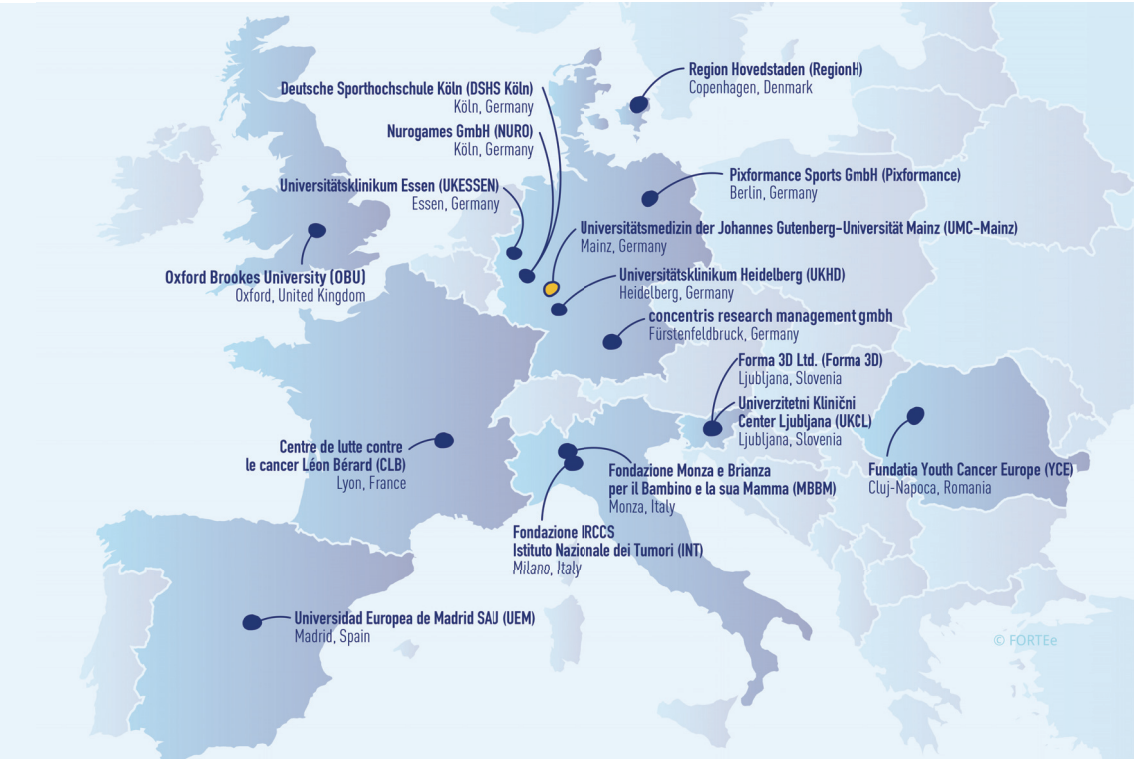 Region Hovedstaden (RegionH)
Copenhagen, Denmark
Deutsche Sporthochschule Köln (DSHS Köln)
Köln, Germany
Nurogames GmbH (NURO)
Köln, Germany
Universitätsklinikum Essen (UKESSEN)
Essen, Germany
Pixformance Sports GmbH (Pixformance)
Berlin, Germany
Universitätsmedizin der Johannes Gutenberg-Universität Mainz (UMC-Mainz)
Mainz, Germany
Oxford Brookes University (OBU)
Oxford, United Kingdom
Universitätsklinikum Heidelberg (UKHD)
Heidelberg, Germany
concentris research management gmbh
Fürstenfeldbruck, Germany
Forma 3D Ltd. (Forma 3D)
Ljubljana, Slovenia
Univerzitetni Klinični
Center Ljubljana (UKCL)
Ljubljana, Slovenia
Centre de lutte contre
le cancer Léon Bérard (CLB)
Lyon, France
Fondazione Monza e Brianza
per il Bambino e la sua Mamma (MBBM)
Monza, Italy
Fundatia Youth Cancer Europe (YCE)
Cluj-Napoca, Romania
Fondazione IRCCS
Istituto Nazionale dei Tumori (INT)
Milano, Italy
Universidad Europea de Madrid SAU (UEM)
Madrid, Spain
© FORTEe